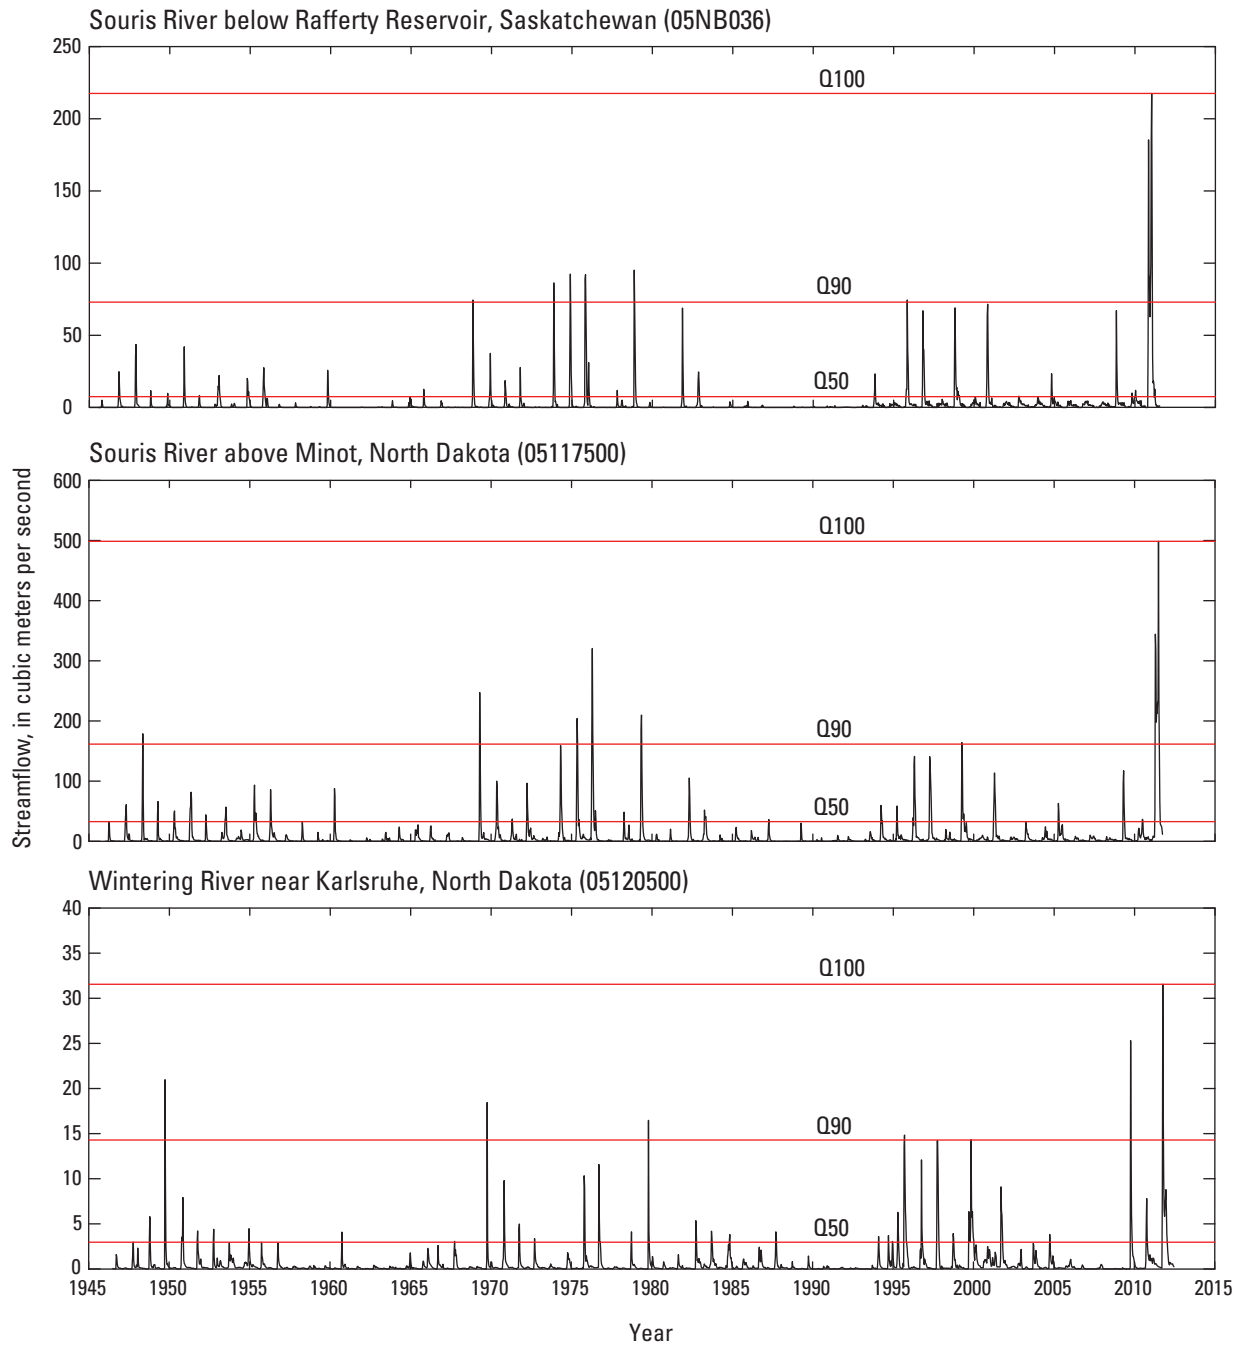 Souris River below Rafferty Reservoir, Saskatchewan (05NB036)
250
Q100
200
150
100
Q90
50
Q50
0
Souris River above Minot, North Dakota (05117500)
600
Q100
500
400
300
200
Q90
100
Q50
0
Streamflow, in cubic meters per second
Wintering River near Karlsruhe, North Dakota (05120500)
40
35
Q100
30
25
20
15
Q90
10
5
Q50
0
1945 1950 1955 1960 1965 1970 1975 1980 1985 1990 1995 2000 2005 2010 2015
Year